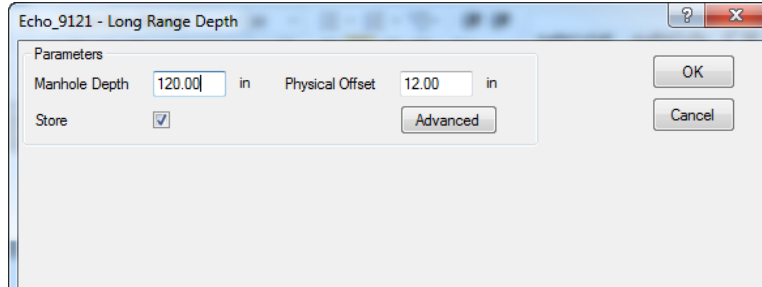 Echo_9121 - Long Range Depth
Parameters
Manhole Depth 120.00 in Physical Offset 12.00 in
Store
Advanced
OK
Cancel